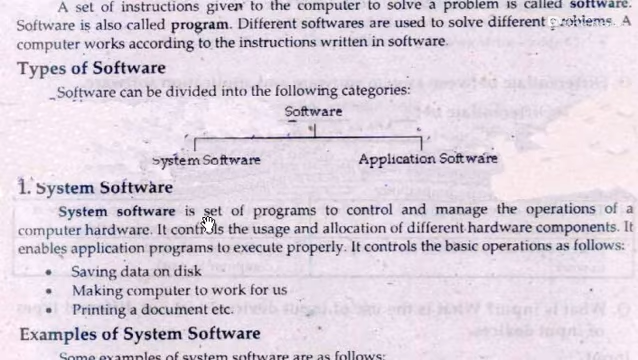 A set of instructions given to the computer to solve a problem is called software.
Software is also called program. Different softwares are used to solve different problems. A
computer works according to the instructions written in software.
Types of Software
Software can be divided into the following categories:
Software
System Software Application Software
1. System Software
System software is set of programs to control and manage the operations of a
computer hardware. It controls the usage and allocation of different hardware components. It
enables application programs to execute properly. It controls the basic operations as follows:
• Saving data on disk
• Making computer to work for us
• Printing a document etc.
Examples of System Software
Some examples of system software are as follows: